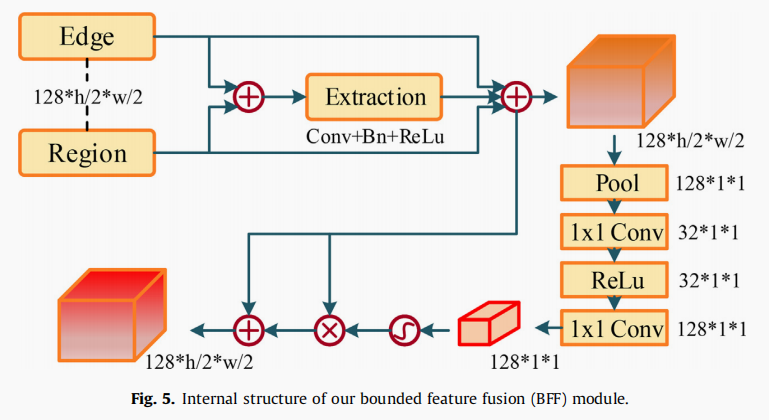 Edge
128*h/2*w/2
Region
Extraction
Conv+Bn+ReLu
128*h/2*w/2
Pool 128*1*1
1x1 Conv 32*1*1
ReLu 32*1*1
1x1 Conv 128*1*1
128*1*1
128*h/2*w/2
Fig. 5. Internal structure of our bounded feature fusion (BFF) module.